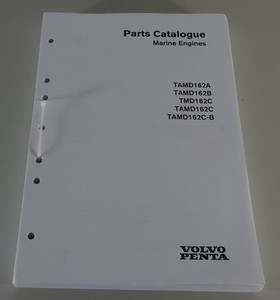 Parts Catalogue
Marine Engines
TAMD162A
TAMD162B
TMD162C
TAMD162C
TAMD162C-B
VOLVO
PENTA